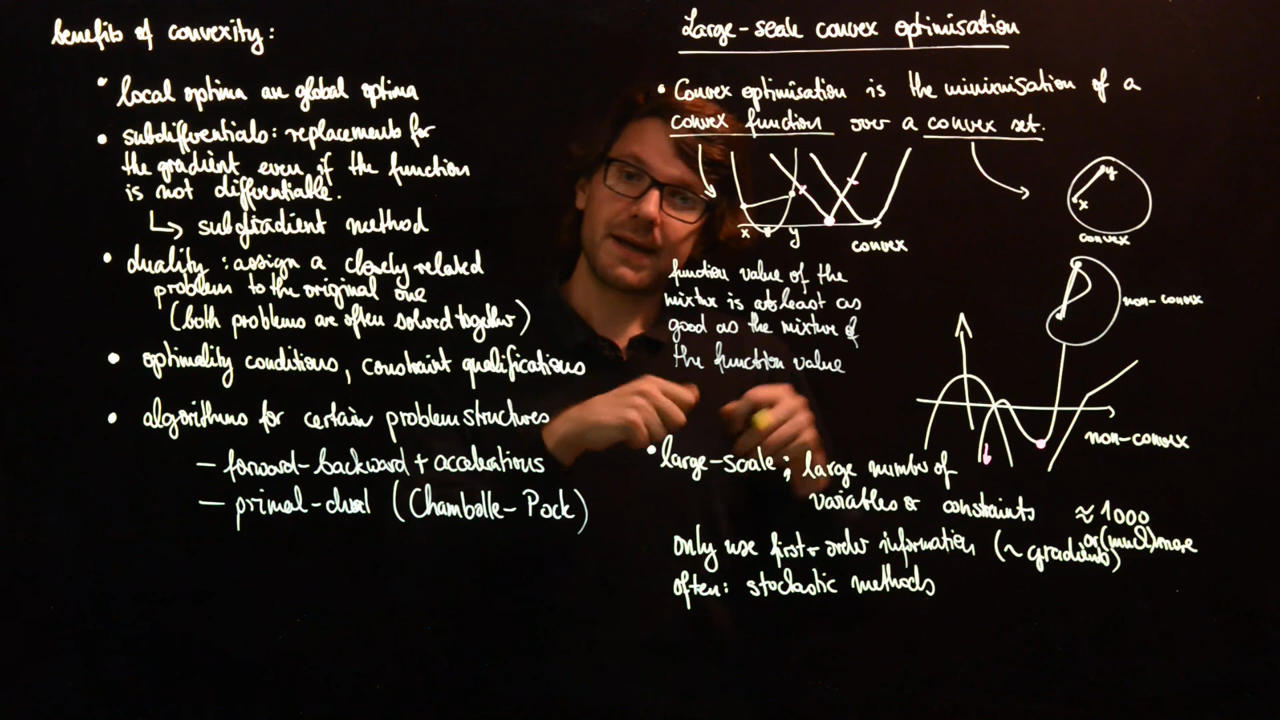 benefits of convexity:
• local optima are global optima
• subdifferentials: replacements for
the gradient even if the function
is not differentiable.
↳ subgradient method
• duality: assign a closely related
problem to the original one
(both problems are often solved together)
• optimality conditions, constraint qualifications
• algorithms for certain problem structures
– forward-backward + accelerations
– primal-dual (Chambolle-Pock)
Large-scale convex optimisation
• Convex optimisation is the minimisation of a
convex function over a convex set.
x y
convex
y
x
convex
non-convex
function value of the
mixture is at least as
good as the mixture of
the function value
non-convex
• large-scale: large number of
variables or constraints ≈ 1000
or (much) more
only use first-order information (~ gradients)
often: stochastic methods